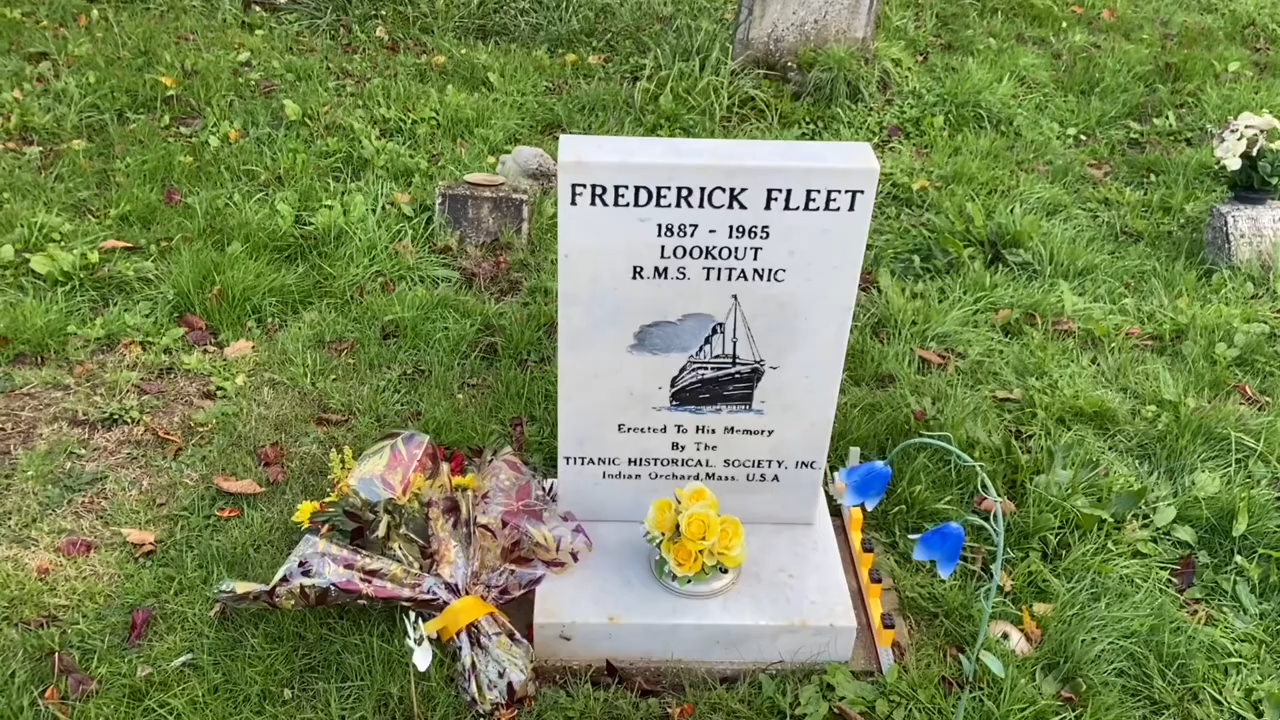 FREDERICK FLEET
1887 - 1965
LOOKOUT
R.M.S. TITANIC
Erected To His Memory
By The
TITANIC HISTORICAL SOCIETY, INC.
Indian Orchard, Mass. U.S.A